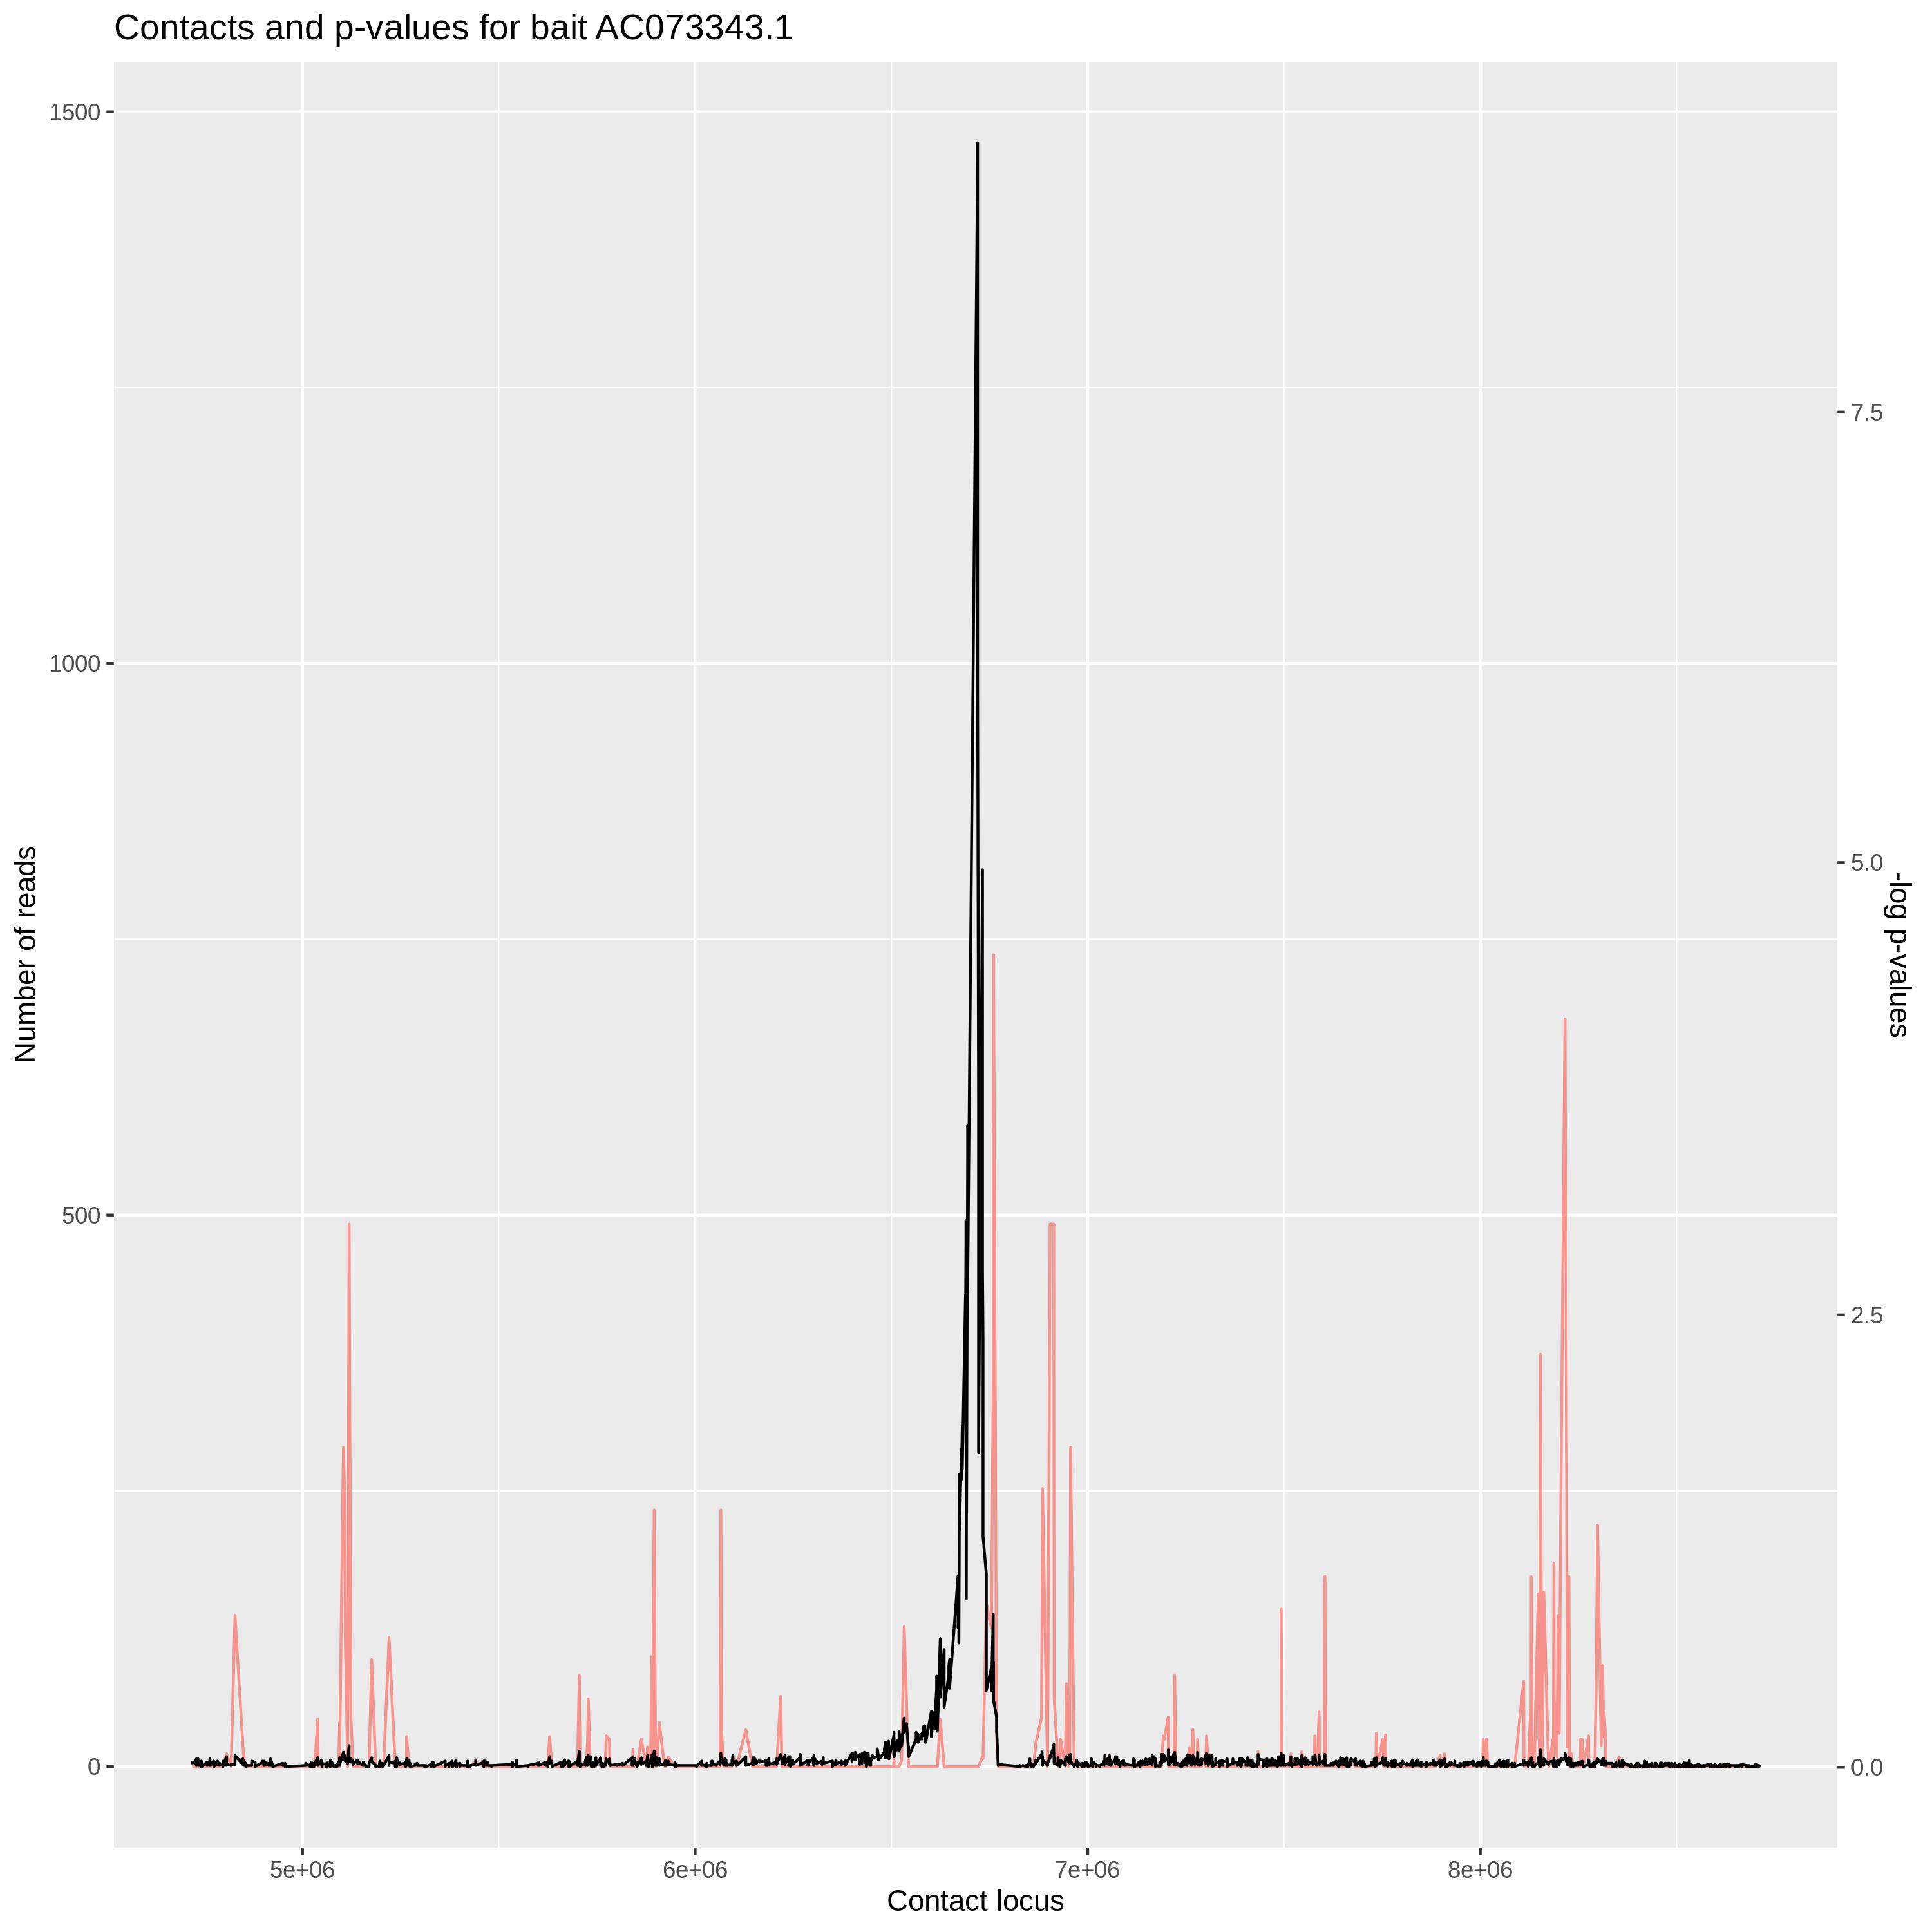 Contacts and p-values for bait AC073343.1
1500
1000
500
0
Number of reads
7.5
5.0
2.5
0.0
-log p-values
5e+06
6e+06
7e+06
8e+06
Contact locus